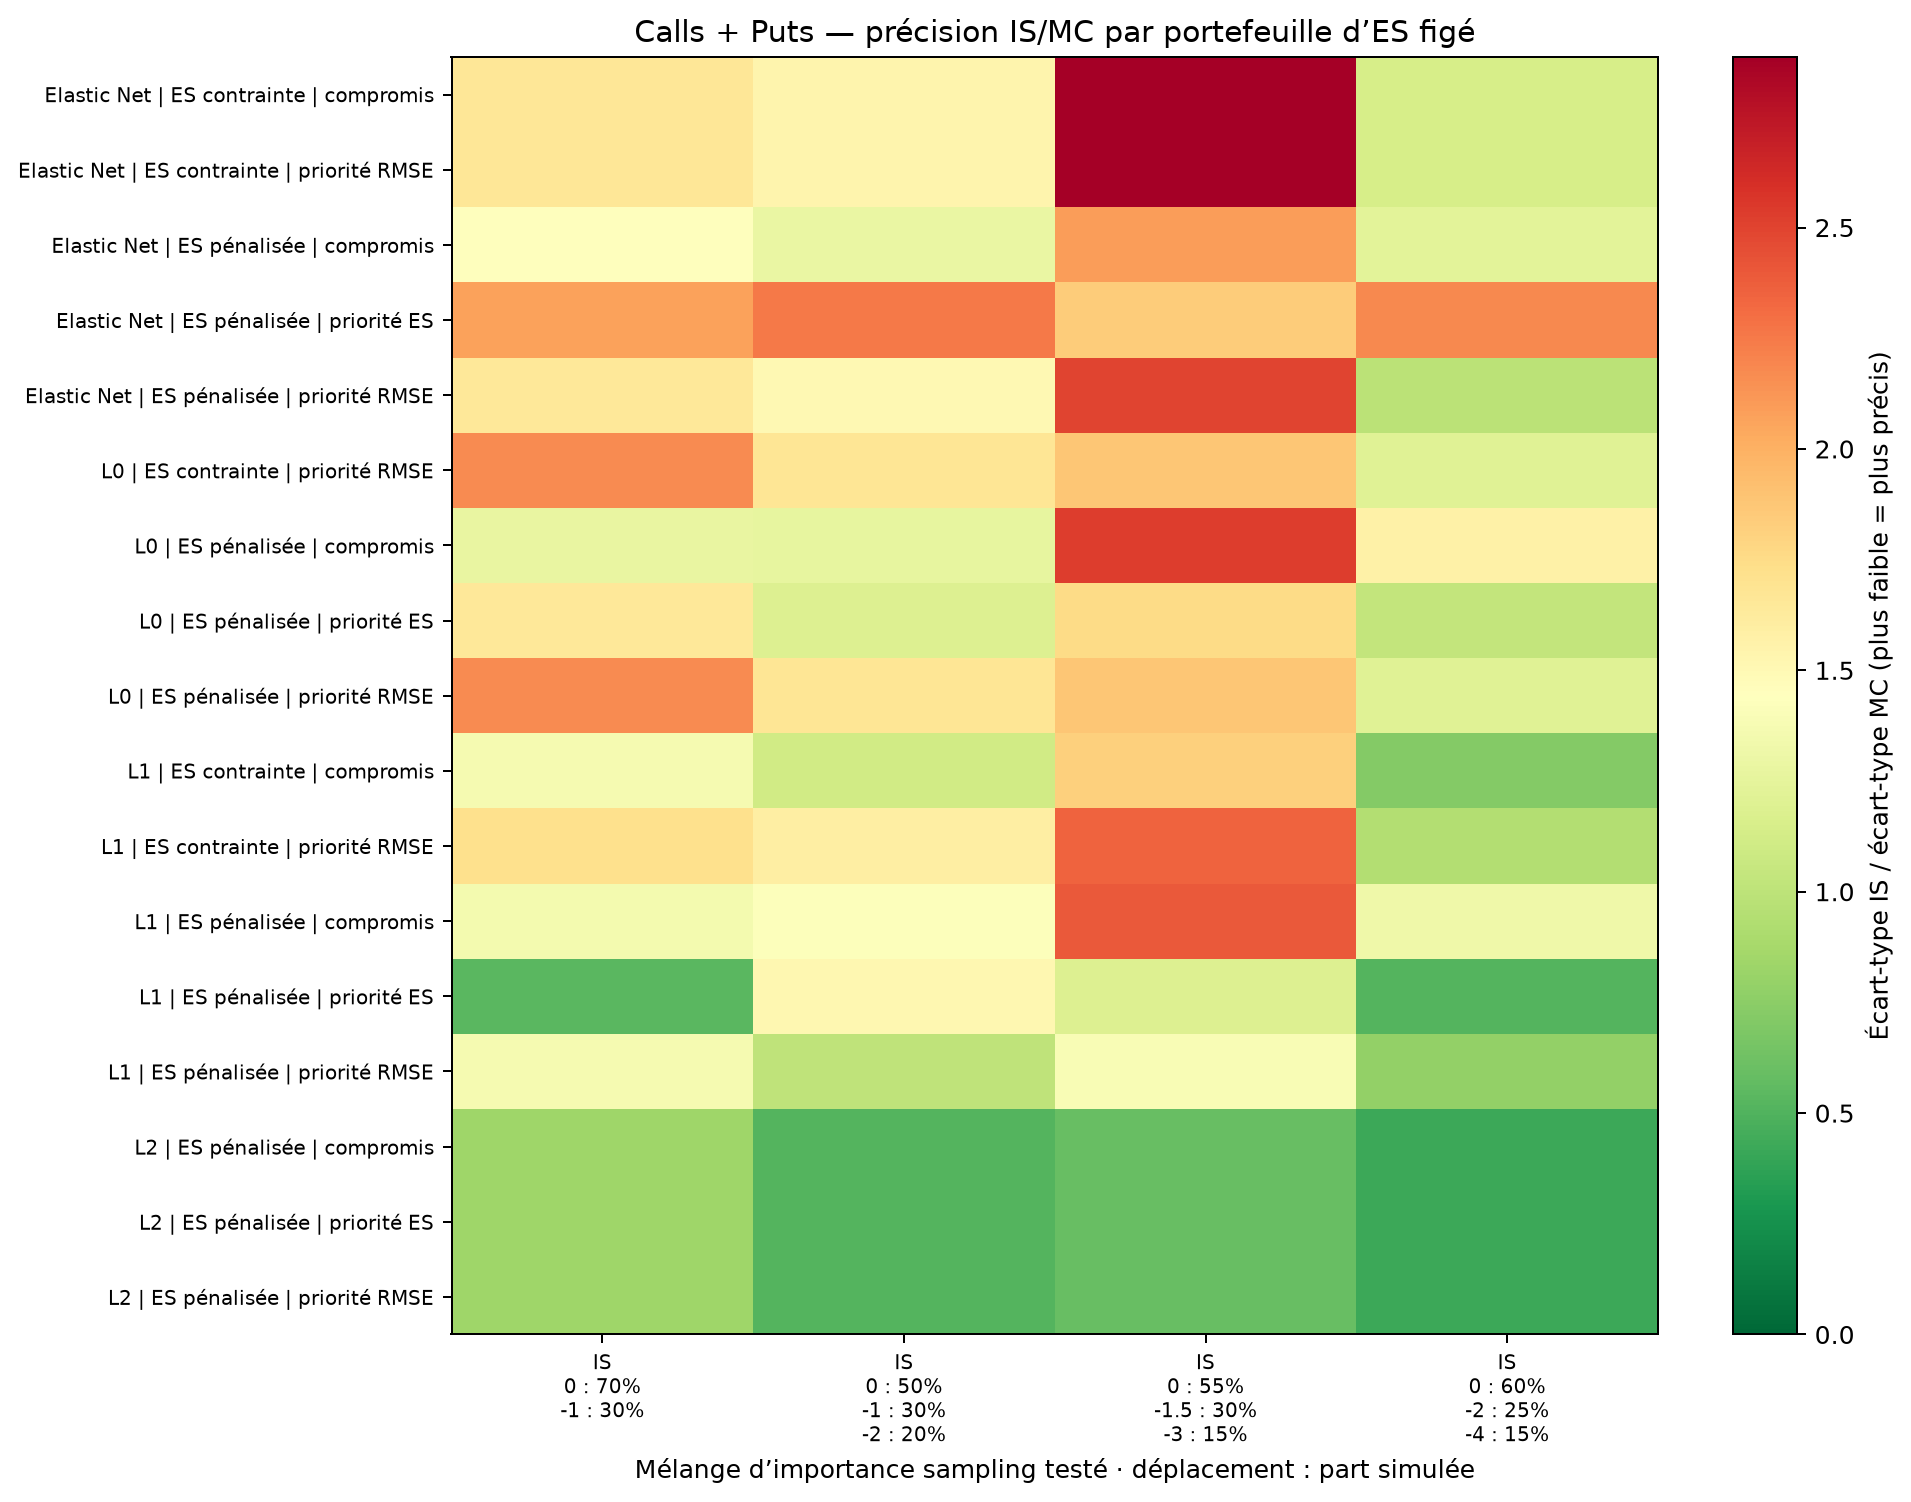 Calls + Puts — précision IS/MC par portefeuille d’ES figé
Elastic Net | ES contrainte | compromis
Elastic Net | ES contrainte | priorité RMSE
Elastic Net | ES pénalisée | compromis
Elastic Net | ES pénalisée | priorité ES
Elastic Net | ES pénalisée | priorité RMSE
L0 | ES contrainte | priorité RMSE
L0 | ES pénalisée | compromis
L0 | ES pénalisée | priorité ES
L0 | ES pénalisée | priorité RMSE
L1 | ES contrainte | compromis
L1 | ES contrainte | priorité RMSE
L1 | ES pénalisée | compromis
L1 | ES pénalisée | priorité ES
L1 | ES pénalisée | priorité RMSE
L2 | ES pénalisée | compromis
L2 | ES pénalisée | priorité ES
L2 | ES pénalisée | priorité RMSE
IS
0 : 70%
-1 : 30%
IS
0 : 50%
-1 : 30%
-2 : 20%
IS
0 : 55%
-1.5 : 30%
-3 : 15%
IS
0 : 60%
-2 : 25%
-4 : 15%
Mélange d’importance sampling testé · déplacement : part simulée
2.5
2.0
1.5
1.0
0.5
0.0
Écart-type IS / écart-type MC (plus faible = plus précis)